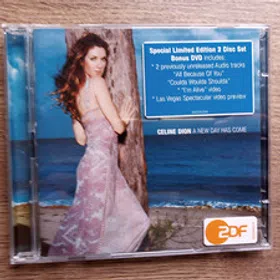 Special Limited Edition 2 Disc Set
Bonus DVD includes:
* 2 previously unreleased Audio tracks
"All Because Of You"
"Coulda Woulda Shoulda"
* "I'm Alive" video
* Las Vegas Spectacular video preview
CELINE DION A NEW DAY HAS COME
ZDF